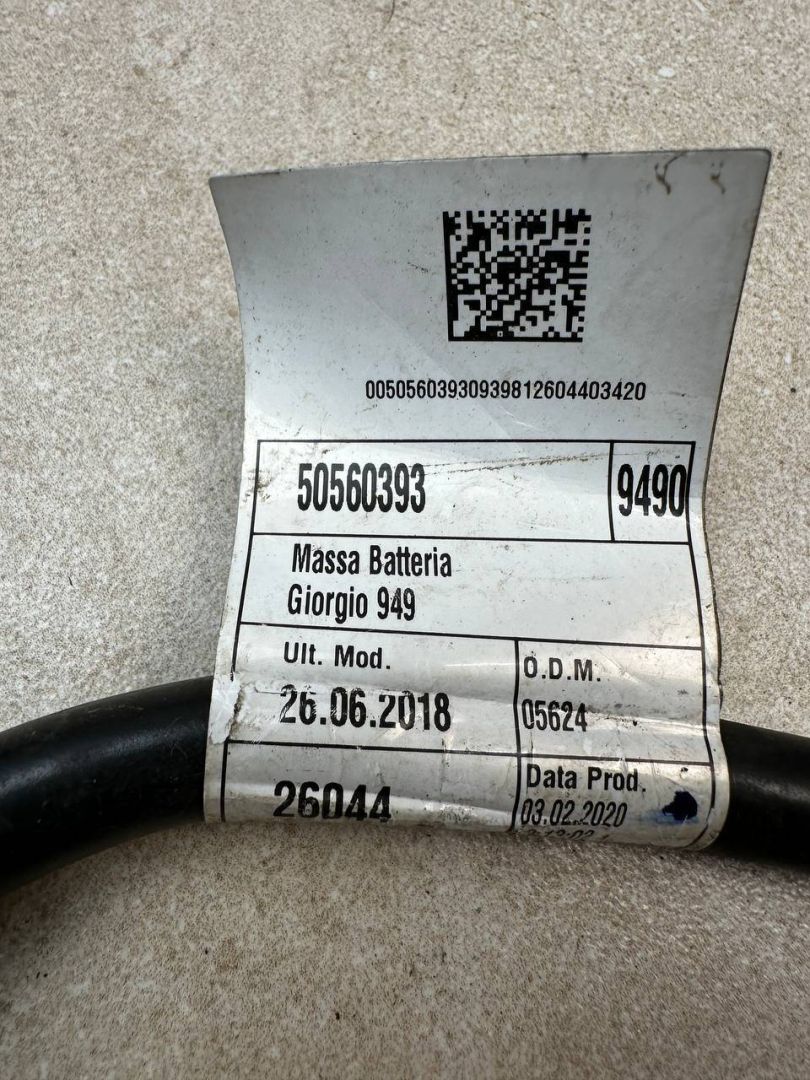 00505603930939812604403420
50560393 9490
Massa Batteria
Giorgio 949
Ult. Mod. O.D.M.
26.06.2018 05624
26044 Data Prod.
03.02.2020